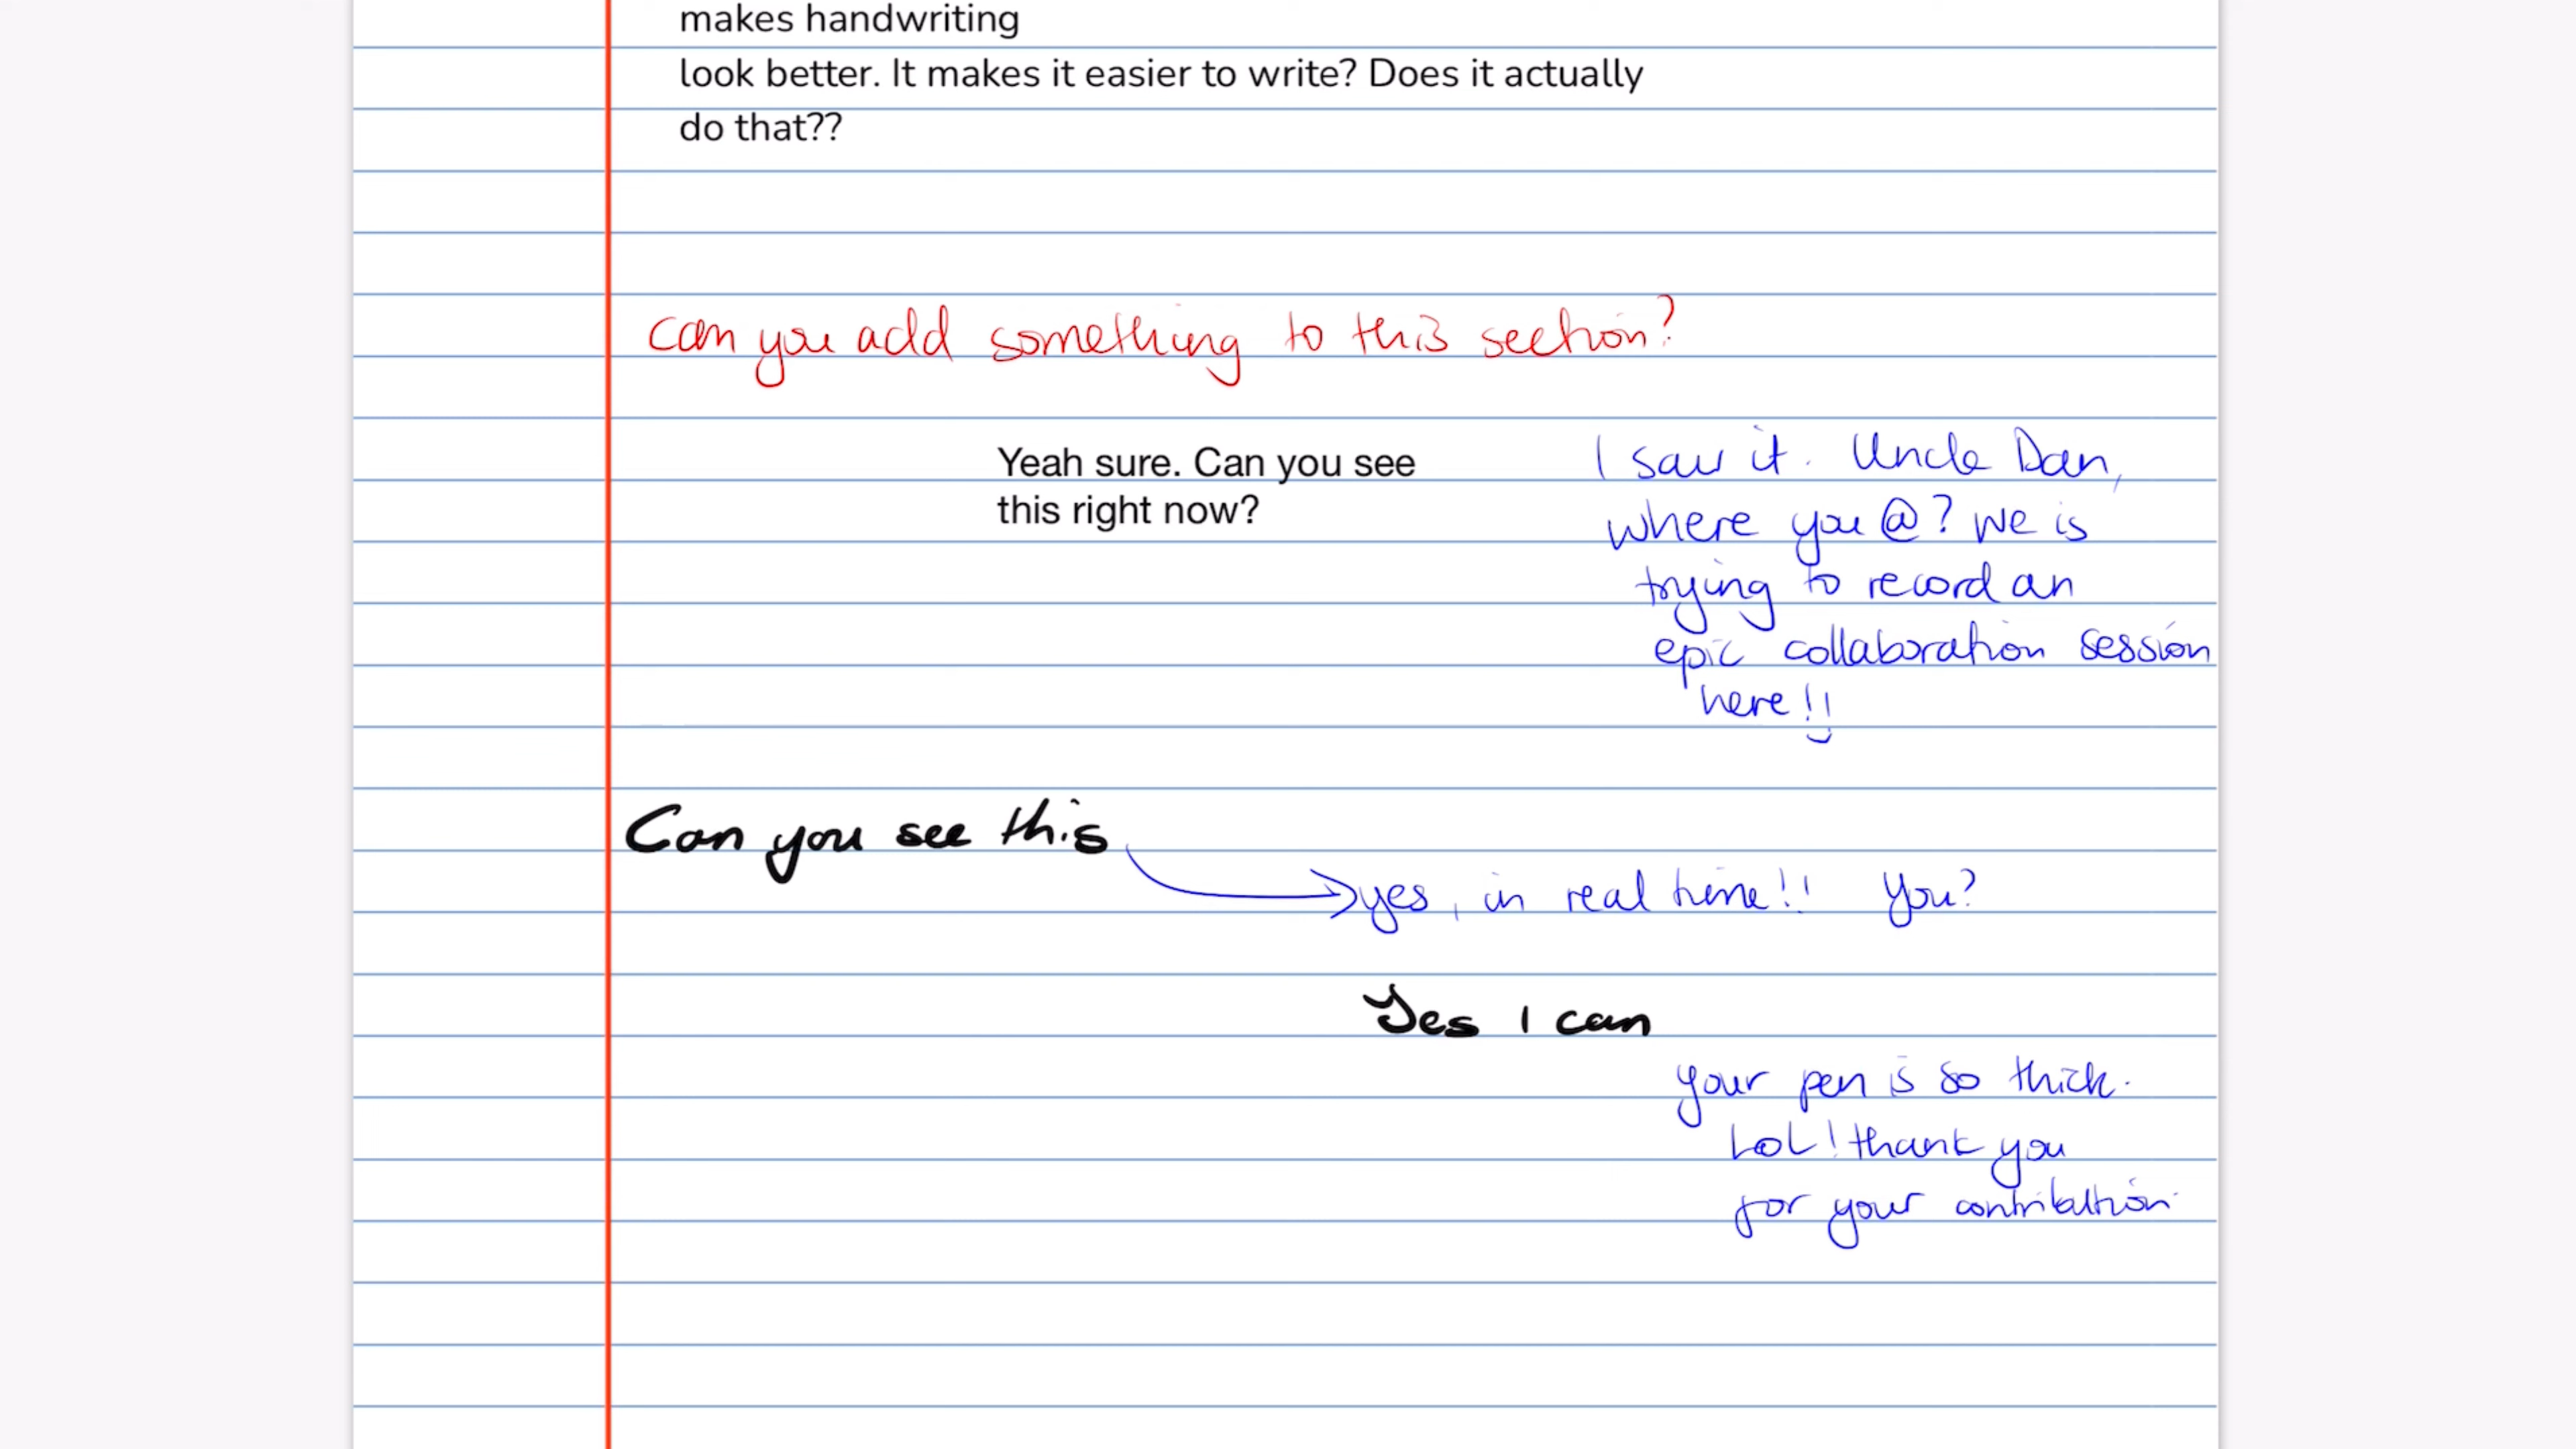 makes handwriting
look better. It makes it easier to write? Does it actually
do that??
can you add something to this section?
Yeah sure. Can you see
this right now?
I saw it. Uncle Dan,
where you @? We is
trying to record an
epic collaboration session
here!!
Can you see this
yes, in real time!! You?
Yes I can
your pen is so thick.
LOL! thank you
for your contribution.